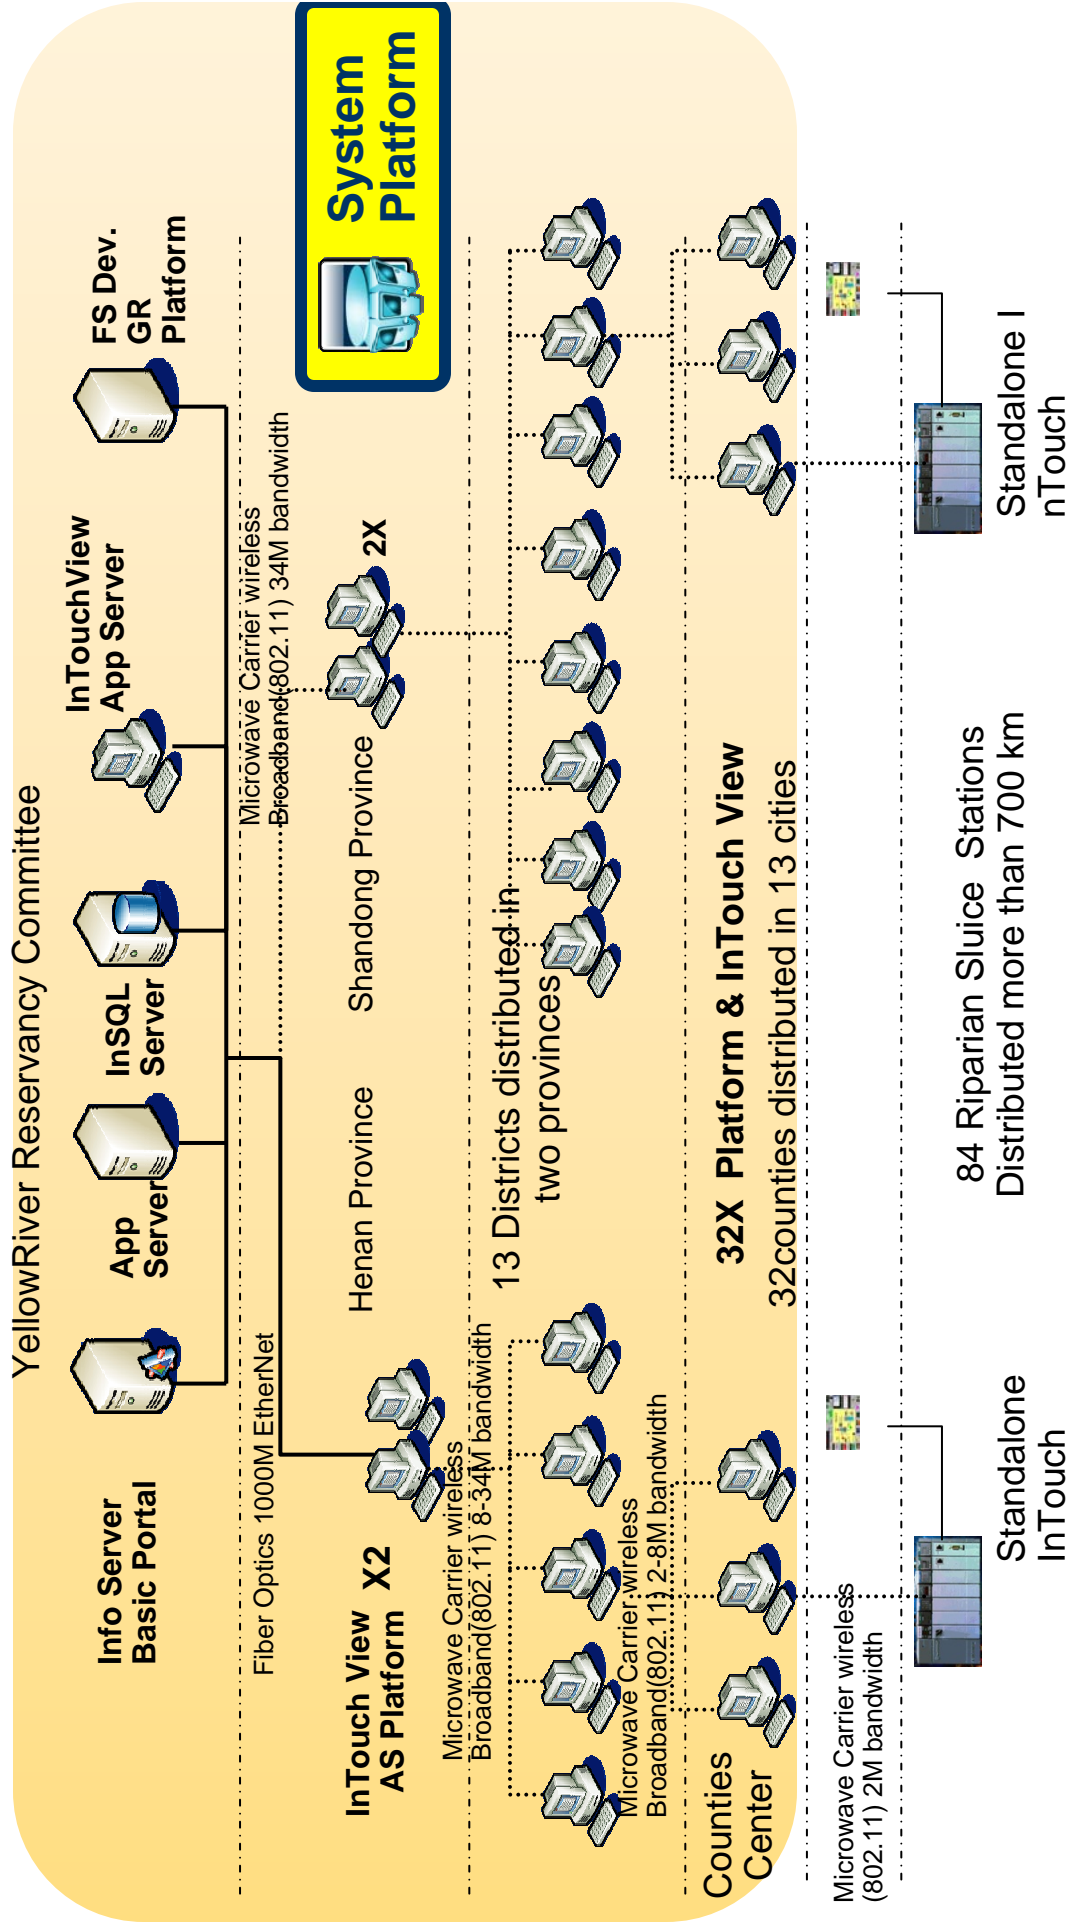 YellowRiver Reservancy Committee
Info Server
Basic Portal
App
Server
InSQL
Server
InTouchView
App Server
FS Dev.
GR
Platform
Fiber Optics 1000M EtherNet
Microwave Carrier wireless
Broadband(802.11) 34M bandwidth
System
Platform
InTouch View X2
AS Platform
Henan Province
Shandong Province
2X
Microwave Carrier wireless
Broadband(802.11) 8-34M bandwidth
13 Districts distributed in
two provinces
Microwave Carrier wireless
Broadband(802.11) 2-8M bandwidth
Counties
Center
32X Platform & InTouch View
32counties distributed in 13 cities
Microwave Carrier wireless
(802.11) 2M bandwidth
84 Riparian Sluice Stations
Distributed more than 700 km
Standalone
InTouch
Standalone I
nTouch